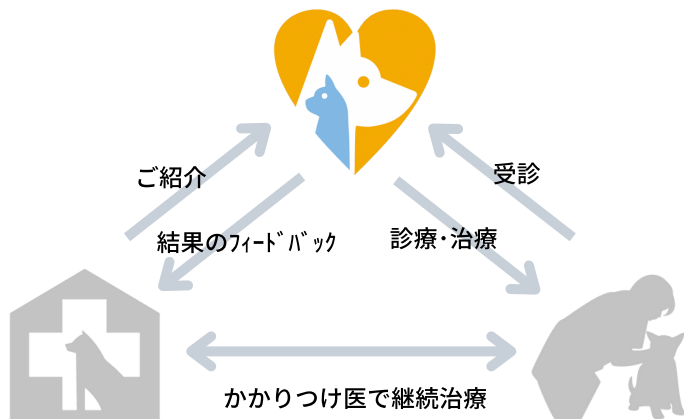 ご紹介
受診
結果のﾌｨｰﾄﾞﾊﾞｯｸ
診療･治療
かかりつけ医で継続治療